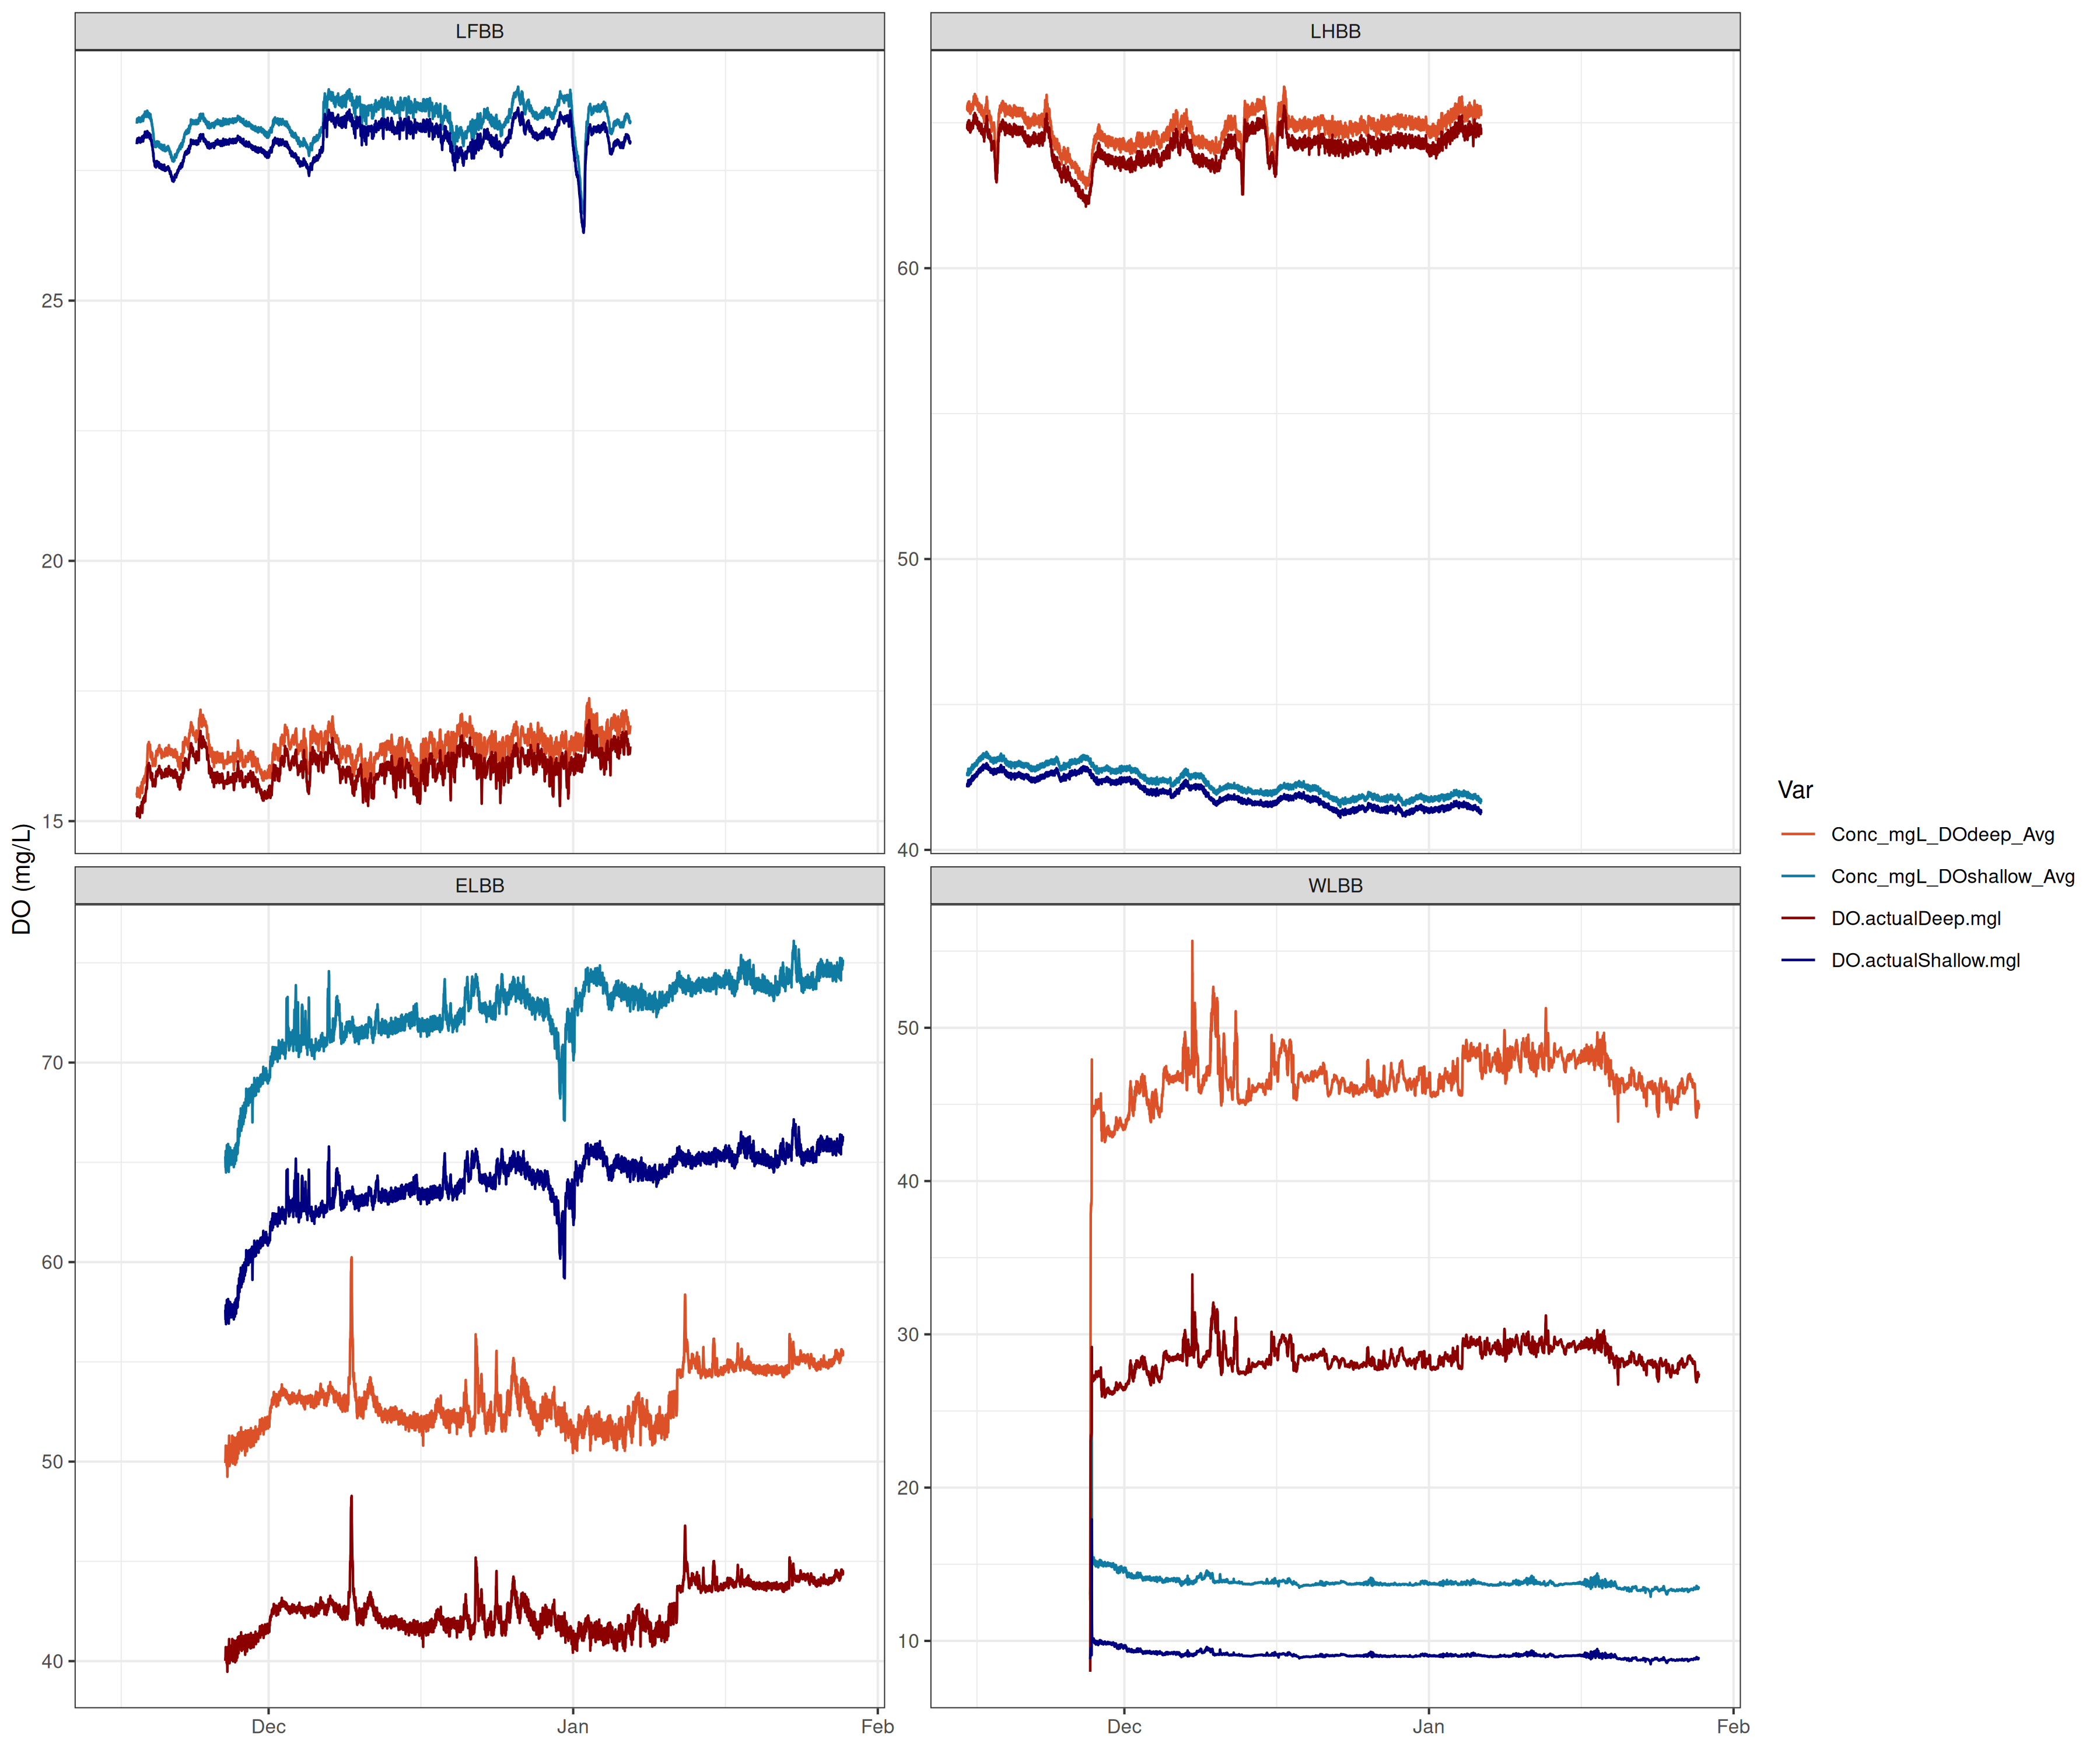 LFBB
LHBB
25
20
15
60
50
40
DO (mg/L)
ELBB
WLBB
70
60
50
40
50
40
30
20
10
Dec
Jan
Feb
Dec
Jan
Feb
Var
Conc_mgL_DOdeep_Avg
Conc_mgL_DOshallow_Avg
DO.actualDeep.mgl
DO.actualShallow.mgl